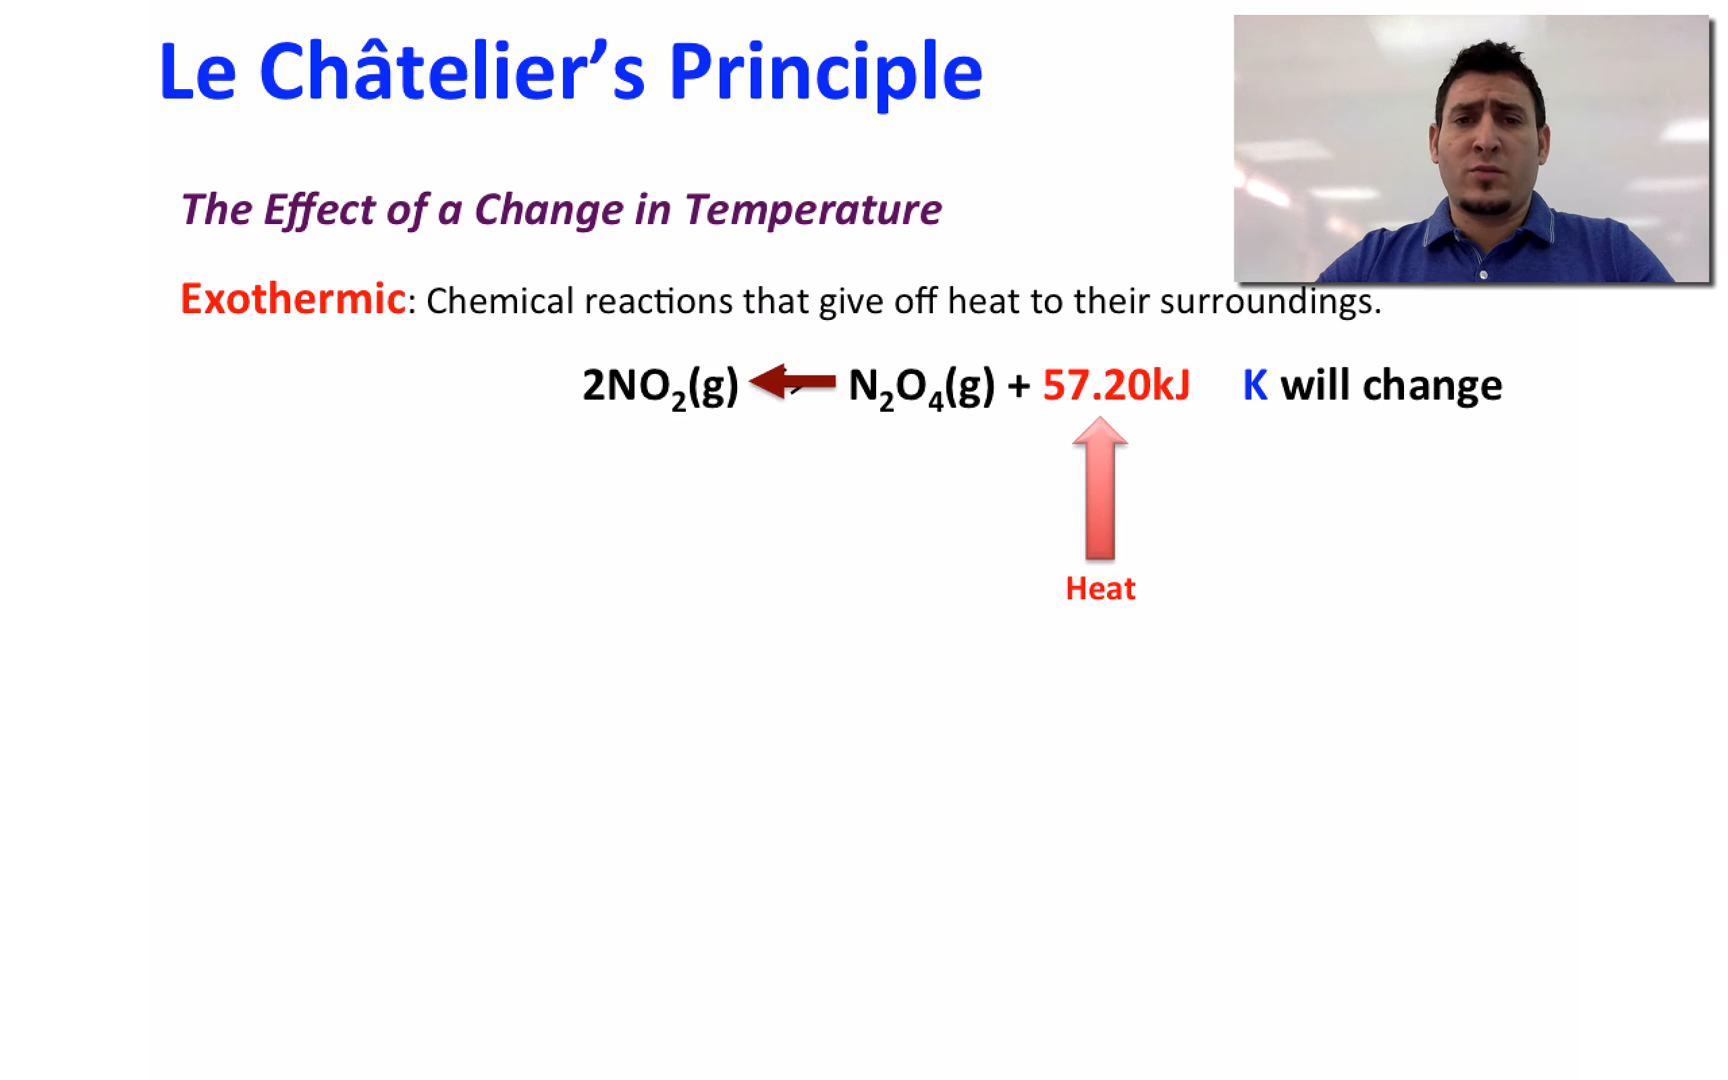 Le Châtelier’s Principle
The Effect of a Change in Temperature
Exothermic: Chemical reactions that give off heat to their surroundings.
2NO₂(g) ← N₂O₄(g) + 57.20kJ K will change
Heat